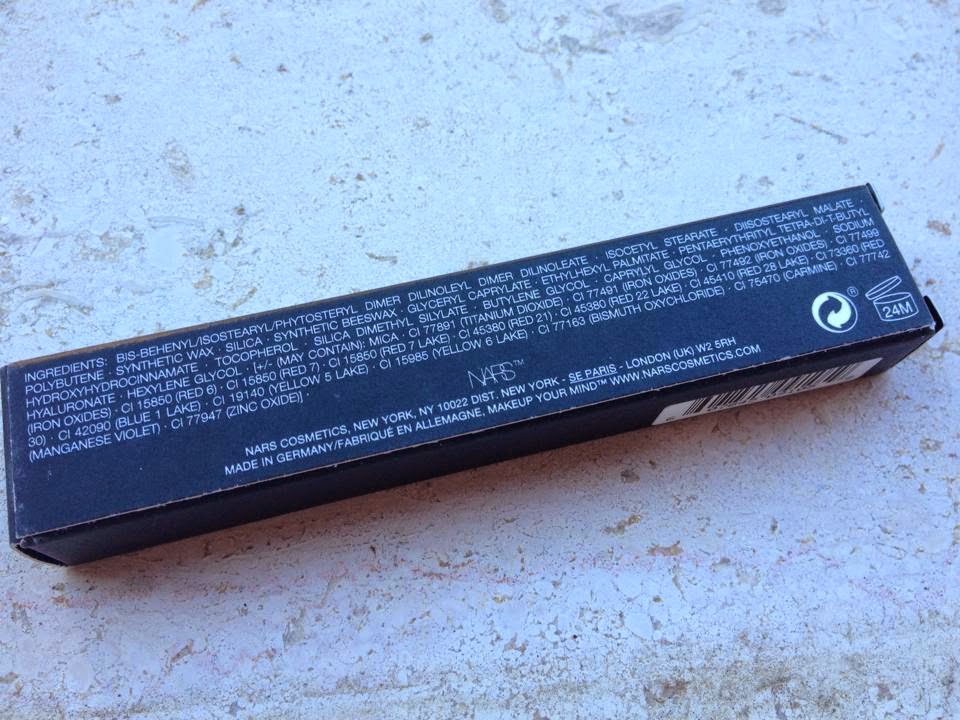 INGREDIENTS · BIS-BEHENYL/ISOSTEARYL/PHYTOSTERYL DIMER DILINOLEYL DIMER DILINOLEATE · ISOCETYL STEARATE · DIISOSTEARYL MALATE ·
POLYBUTENE · SYNTHETIC WAX · SILICA · SYNTHETIC BEESWAX · GLYCERYL CAPRYLATE · ETHYLHEXYL PALMITATE · PENTAERYTHRITYL TETRA-DI-T-BUTYL
HYDROXYHYDROCINNAMATE · TOCOPHEROL · SILICA DIMETHYL SILYLATE · BUTYLENE GLYCOL · CAPRYLYL GLYCOL · PHENOXYETHANOL · SODIUM
HYALURONATE · HEXYLENE GLYCOL · [+/- (MAY CONTAIN): MICA · CI 77891 (TITANIUM DIOXIDE) · CI 77491 (IRON OXIDES) · CI 77492 (IRON OXIDES) · CI 77499
(IRON OXIDES) · CI 15850 (RED 6) · CI 15850 (RED 7) · CI 15850 (RED 7 LAKE) · CI 45380 (RED 21) · CI 45380 (RED 22 LAKE) · CI 45410 (RED 28 LAKE) · CI 73360 (RED
30) · CI 42090 (BLUE 1 LAKE) · CI 19140 (YELLOW 5 LAKE) · CI 15985 (YELLOW 6 LAKE) · CI 77163 (BISMUTH OXYCHLORIDE) · CI 75470 (CARMINE) · CI 77742
(MANGANESE VIOLET) · CI 77947 (ZINC OXIDE)] ·
NARS™
NARS COSMETICS, NEW YORK, NY 10022 DIST. NEW YORK - SE PARIS - LONDON (UK) W2 5RH
MADE IN GERMANY/FABRIQUÉ EN ALLEMAGNE, MAKEUP YOUR MIND™ WWW.NARSCOSMETICS.COM
®
24M